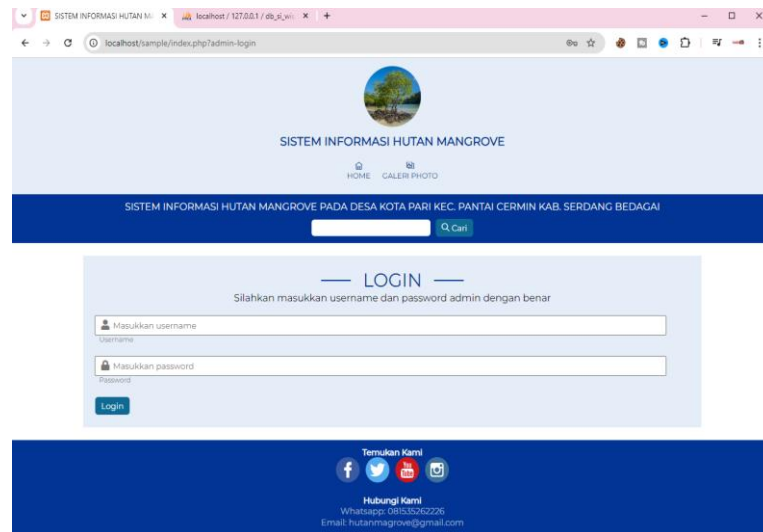 SISTEM INFORMASI HUTAN MA
localhost / 127.0.0.1 / db_si_wi
localhost/sample/index.php?admin-login
SISTEM INFORMASI HUTAN MANGROVE
HOME GALERI PHOTO
SISTEM INFORMASI HUTAN MANGROVE PADA DESA KOTA PARI KEC. PANTAI CERMIN KAB. SERDANG BEDAGAI
Cari
LOGIN
Silahkan masukkan username dan password admin dengan benar
Masukkan username
Username
Masukkan password
Password
Login
Temukan Kami
Hubungi Kami
Whatsapp: 081535262226
Email: hutanmagrove@gmail.com